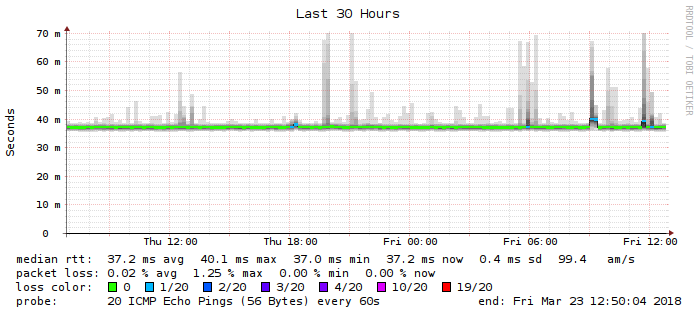 Last 30 Hours
RRDTOOL / TOBI OETIKER
Seconds
70 m
60 m
50 m
40 m
30 m
20 m
10 m
0
Thu 12:00 Thu 18:00 Fri 00:00 Fri 06:00 Fri 12:00
median rtt: 37.2 ms avg 40.1 ms max 37.0 ms min 37.2 ms now 0.4 ms sd 99.4 am/s
packet loss: 0.02 % avg 1.25 % max 0.00 % min 0.00 % now
loss color: 0 1/20 2/20 3/20 4/20 10/20 19/20
probe: 20 ICMP Echo Pings (56 Bytes) every 60s end: Fri Mar 23 12:50:04 2018